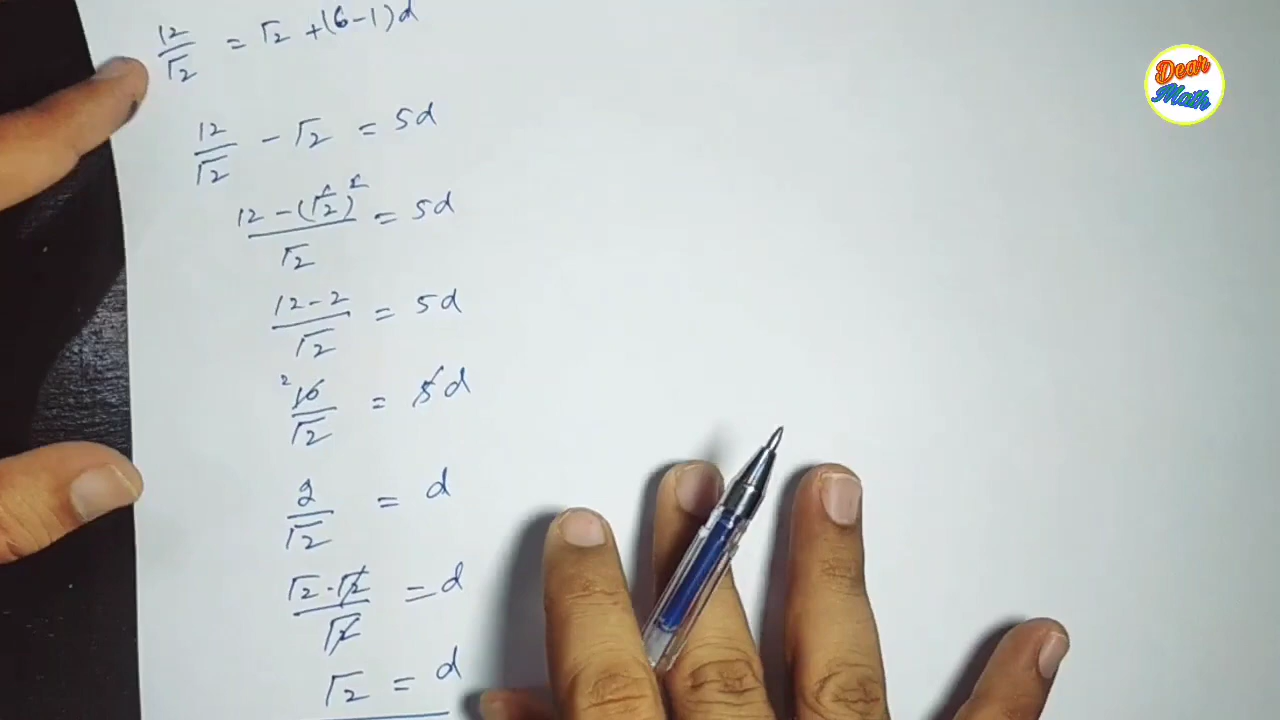 12/√2 = √2 + (6-1)d
12/√2 - √2 = 5d
12 - (√2)²/√2 = 5d
12-2/√2 = 5d
2 10/√2 = 5d
2/√2 = d
√2·√2/√2 = d
√2 = d
Dear
Math